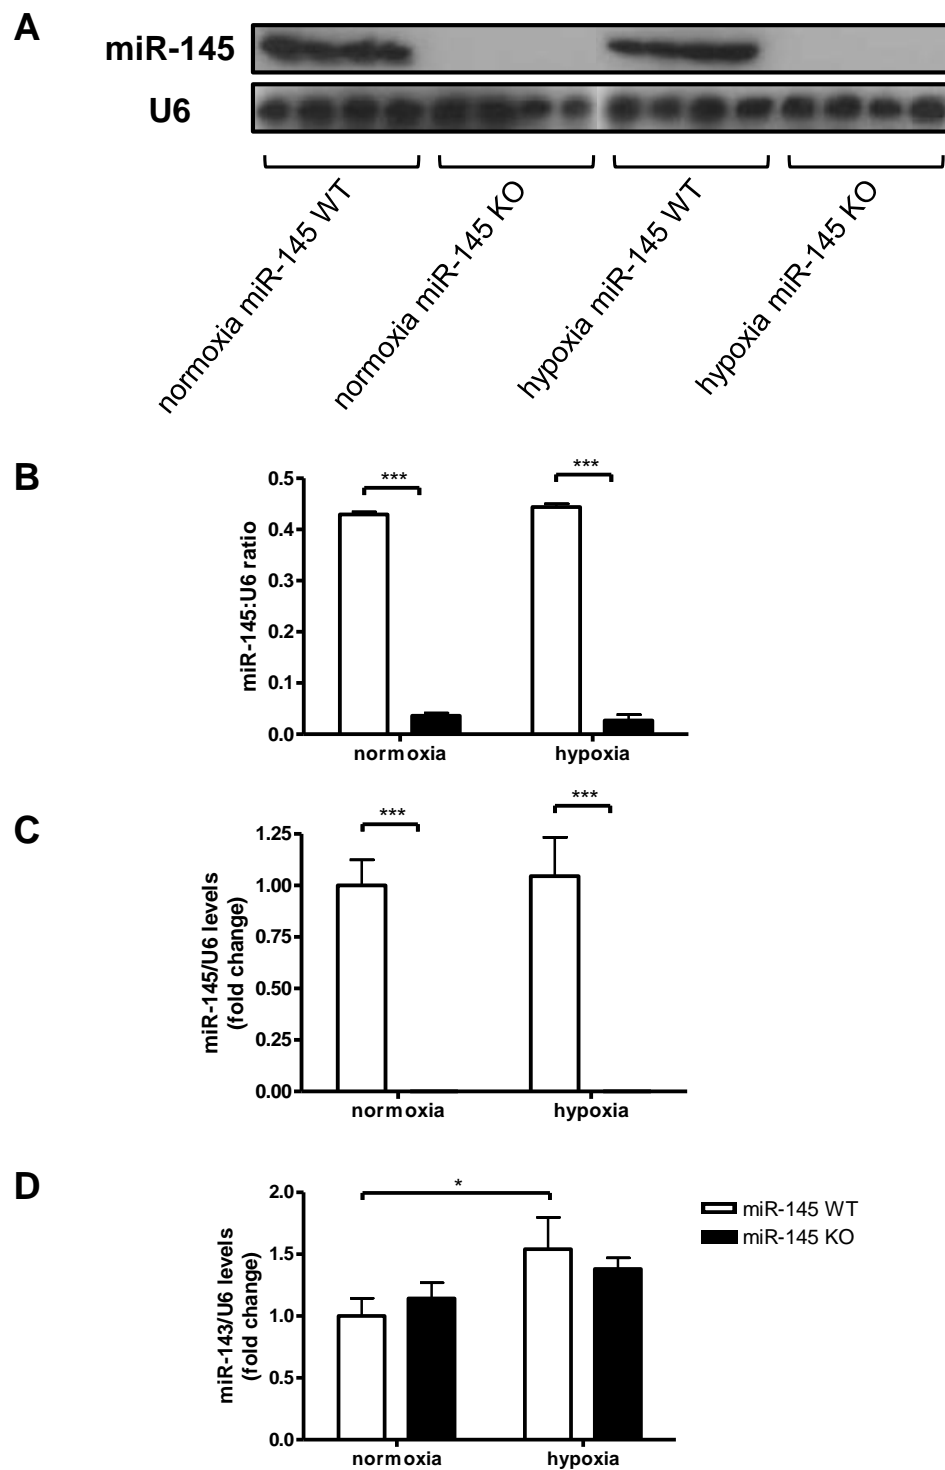 A
miR-145
U6
normoxia miR-145 WT
normoxia miR-145 KO
hypoxia miR-145 WT
hypoxia miR-145 KO
B
miR-145:U6 ratio
0.5
0.4
0.3
0.2
0.1
0.0
***
***
normoxia
hypoxia
C
miR-145/U6 levels
(fold change)
1.25
1.00
0.75
0.50
0.25
0.00
***
***
normoxia
hypoxia
D
miR-143/U6 levels
(fold change)
2.0
1.5
1.0
0.5
0.0
*
normoxia
hypoxia
miR-145 WT
miR-145 KO